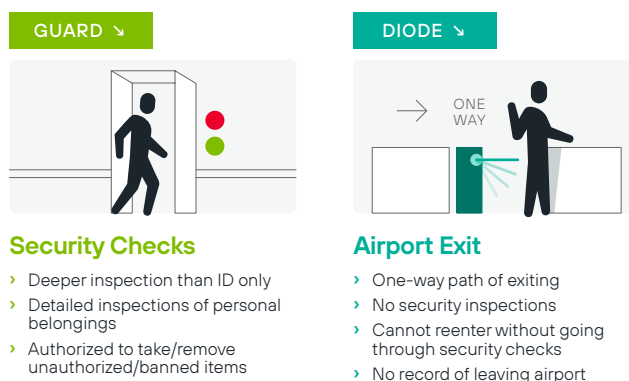 GUARD ↘
Security Checks
› Deeper inspection than ID only
› Detailed inspections of personal
belongings
› Authorized to take/remove
unauthorized/banned items
DIODE ↘
ONE
WAY
Airport Exit
› One-way path of exiting
› No security inspections
› Cannot reenter without going
through security checks
› No record of leaving airport